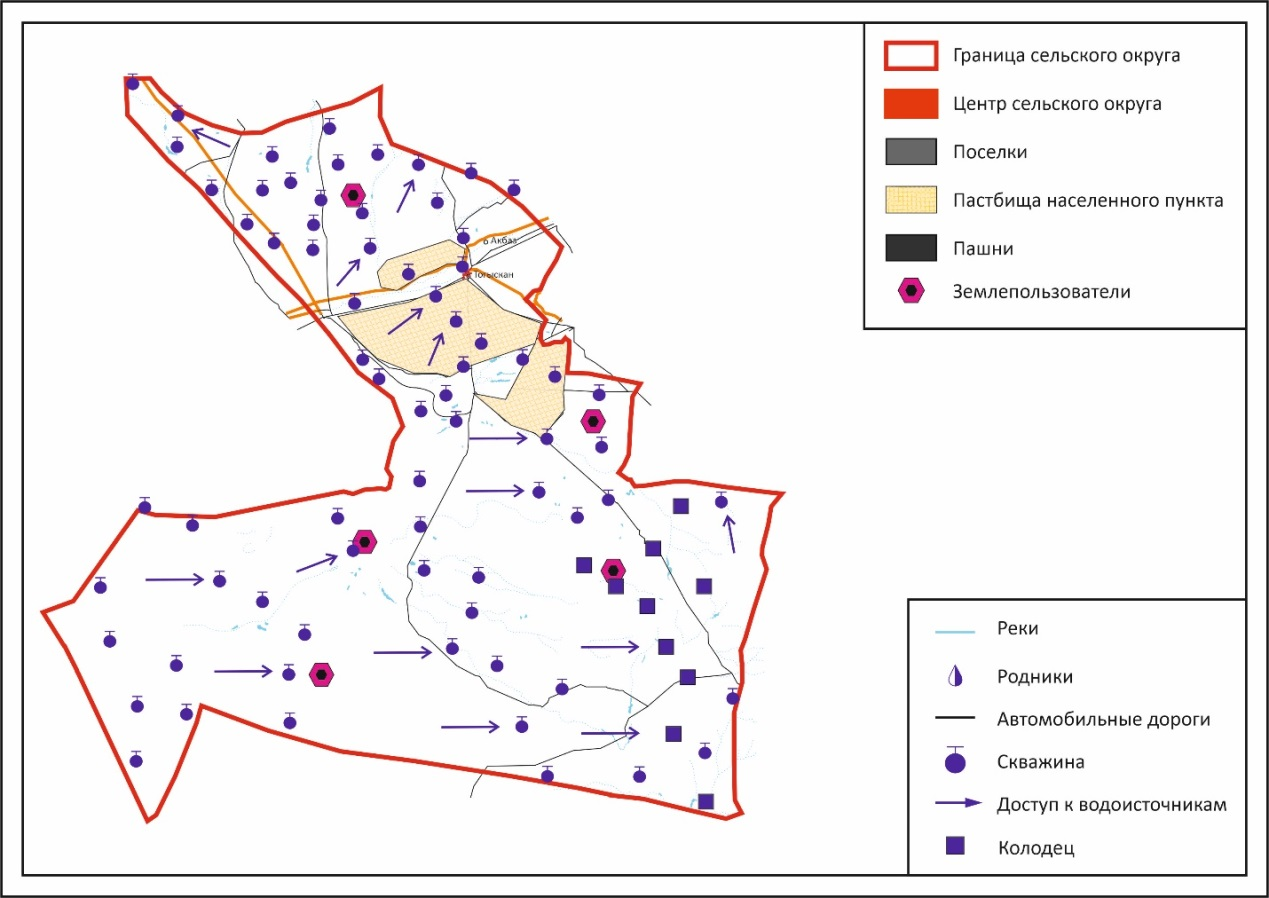 Граница сельского округа
Центр сельского округа
Поселки
Пастбища населенного пункта
Пашни
Землепользователи
Акбаз
Тогыскан
Реки
Родники
Автомобильные дороги
Скважина
Доступ к водоисточникам
Колодец